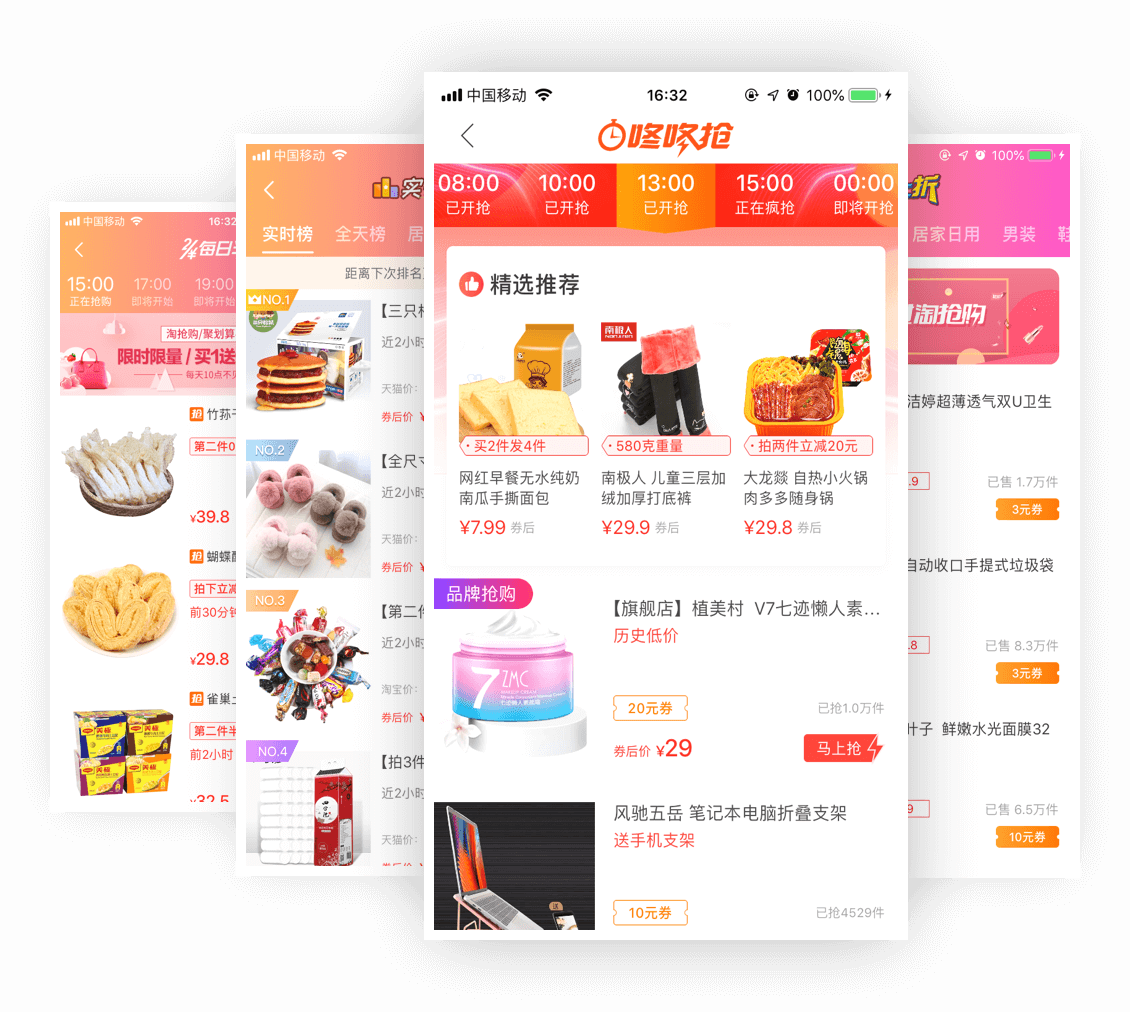 中国移动
16:32
100%
咚咚抢
08:00
已开抢
10:00
已开抢
13:00
已开抢
15:00
正在疯抢
00:00
即将开抢
精选推荐
南极人
买2件发4件
580克重量
拍两件立减20元
网红早餐无水纯奶
南瓜手撕面包
¥7.99 券后
南极人 儿童三层加
绒加厚打底裤
¥29.9 券后
大龙燚 自热小火锅
肉多多随身锅
¥29.8 券后
品牌抢购
7
ZMC
【旗舰店】植美村 V7七迹懒人素...
历史低价
20元券
已抢1.0万件
券后价 ¥29
马上抢
风驰五岳 笔记本电脑折叠支架
送手机支架
送
10元券
已抢4529件
中国移动
实
实时榜
全天榜
居
距离下次排名
NO.1
【三只松
近2小时
天猫价:
券后价 ¥
NO.2
【全尺寸
近2小时
天猫价:
券后价 ¥
NO.3
【第二件
近2小时
淘宝价:
券后价 ¥
NO.4
【拍3件
近2小时
天猫价:
券后价 ¥
中国移动
16:32
每日
15:00
正在抢购
17:00
即将开始
19:00
即将开始
淘抢购/聚划算
限时限量 / 买1送
每天10点不见
抢 竹荪
第二件0
¥39.8
抢 蝴蝶酥
拍下立减
前30分钟
¥29.8
抢 雀巢
第二件半
前2小时
¥32.5
100%
折
居家日用
男装
鞋
淘抢购
洁婷超薄透气双U卫生
.9
已售 1.7万件
3元券
自动收口手提式垃圾袋
.8
已售 8.3万件
3元券
叶子 鲜嫩水光面膜32
9
已售 6.5万件
10元券